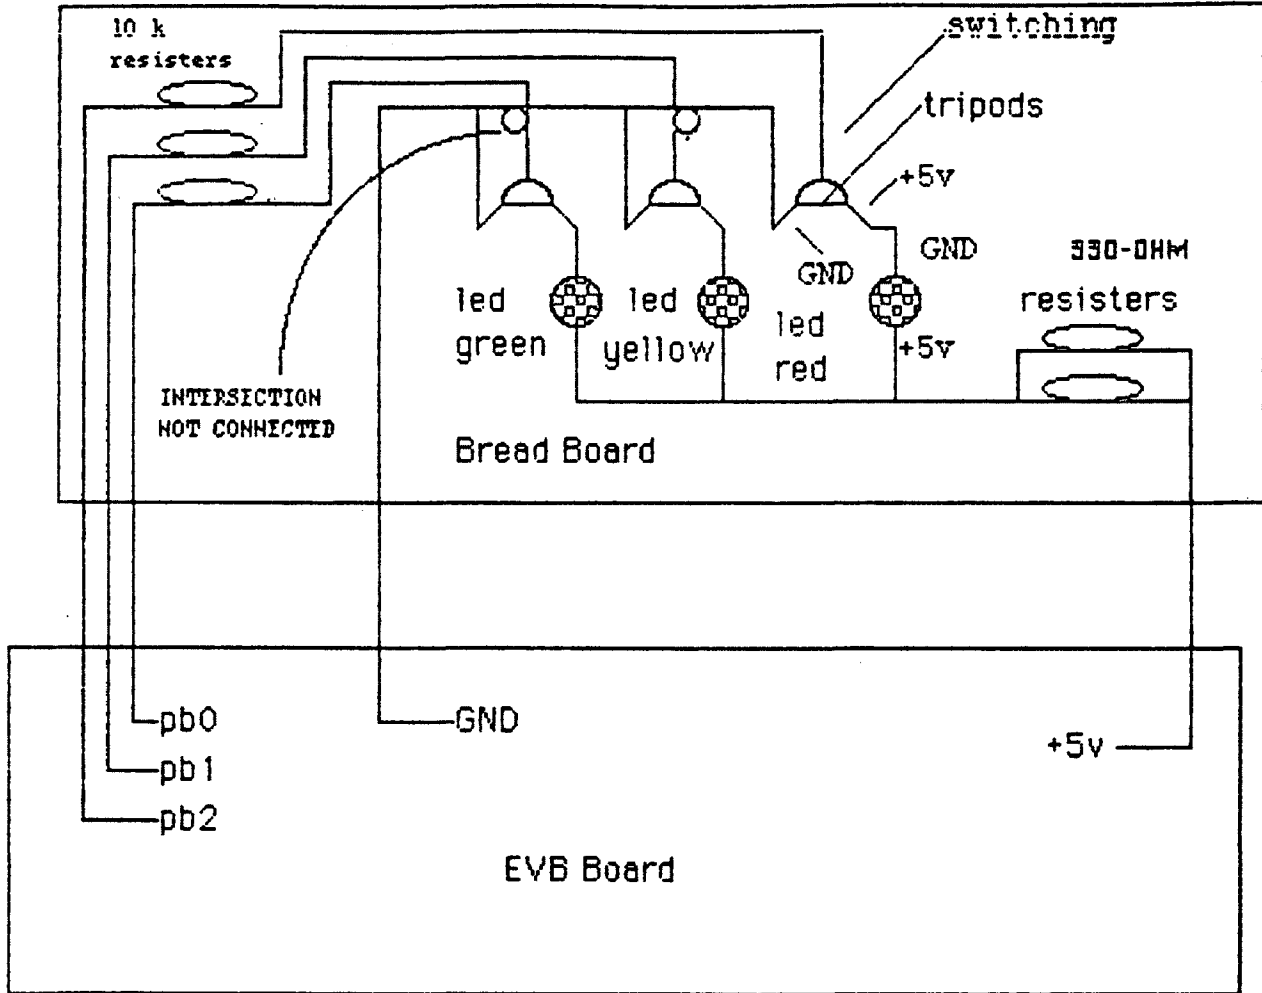 10 k
resisters
switching
tripods
+5v
GND
GND
330-OHM
resisters
led
green
led
yellow
led
red
+5v
INTERSECTION
NOT CONNECTED
Bread Board
pb0
GND
+5v
pb1
pb2
EVB Board